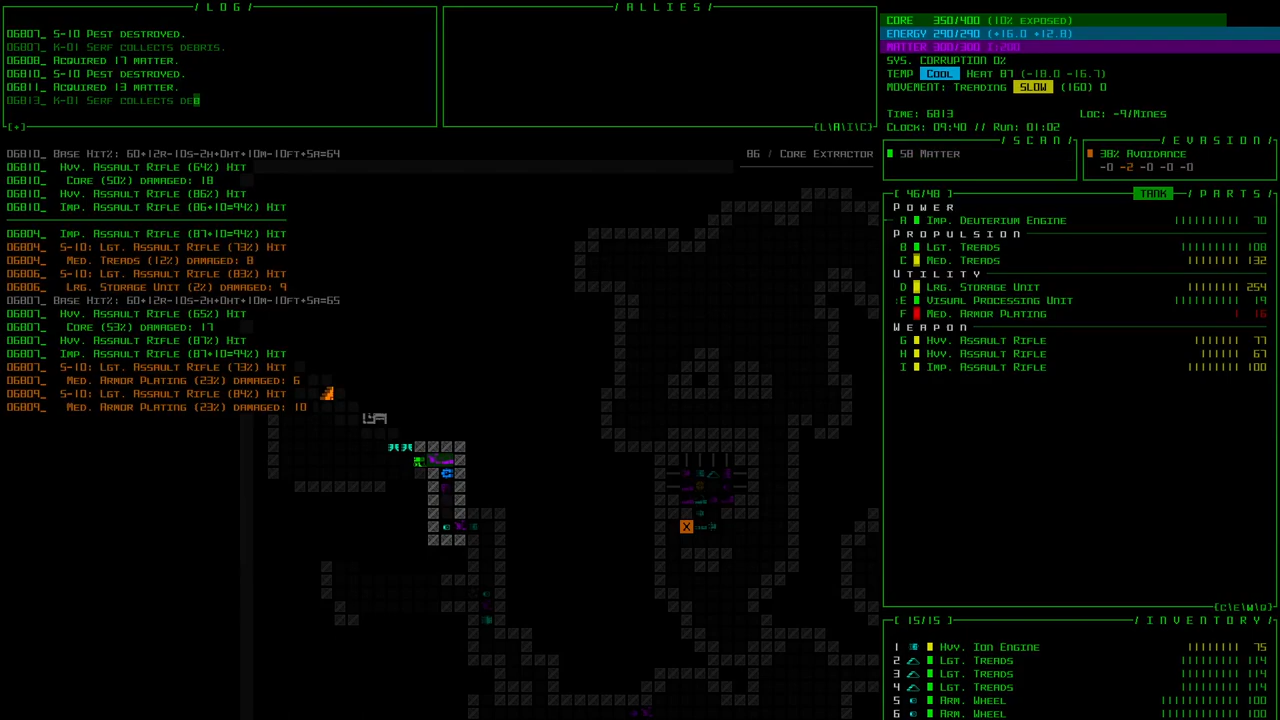 / L O G /
06807_ S-10 Pest destroyed.
06807_ K-01 Serf collects debris.
06808_ Acquired 17 matter.
06810_ S-10 Pest destroyed.
06811_ Acquired 13 matter.
06813_ K-01 Serf collects deb
[+]
/ A L L I E S /
(L\A\I\C)
CORE 350/400 (10% exposed)
ENERGY 290/290 (+16.0 +12.8)
MATTER 300/300
SYS. CORRUPTION 0%
TEMP Cool Heat 87 (-18.0 -16.7)
MOVEMENT: Treading SLOW (160) 0
Time: 6813 Loc: -9/Mines
Clock: 09:40 // Run: 01:02
/ S C A N /
58 Matter
/ E V A S I O N /
38% Avoidance
-0 -2 -0 -0 -0
06810_ Base Hit%: 60+12r-10s-2h+0ht+10m-10ft+sa=64
06810_ Hvy. Assault Rifle (64%) Hit
06810_ Core (50%) damaged: 18
06810_ Hvy. Assault Rifle (86%) Hit
06810_ Imp. Assault Rifle (86+10=94%) Hit
06804_ Imp. Assault Rifle (87+10=94%) Hit
06804_ S-10: Lgt. Assault Rifle (73%) Hit
06804_ Med. Treads (12%) damaged: 8
06806_ S-10: Lgt. Assault Rifle (83%) Hit
06806_ Lrg. Storage Unit (2%) damaged: 9
06807_ Base Hit%: 60+12r-10s-2h+0ht+10m-10ft+sa=65
06807_ Hvy. Assault Rifle (65%) Hit
06807_ Core (53%) damaged: 17
06807_ Hvy. Assault Rifle (87%) Hit
06807_ Imp. Assault Rifle (87+10=94%) Hit
06807_ S-10: Lgt. Assault Rifle (73%) Hit
06807_ Med. Armor Plating (23%) damaged: 6
06809_ S-10: Lgt. Assault Rifle (84%) Hit
06809_ Med. Armor Plating (23%) damaged: 10
86 / Core Extractor
X
[ 46/48 ] TANK / P A R T S /
P o w e r
A Imp. Deuterium Engine 70
P r o p u l s i o n
B Lgt. Treads 108
C Med. Treads 132
U t i l i t y
D Lrg. Storage Unit 254
E Visual Processing Unit 19
F Med. Armor Plating 16
W e a p o n
G Hvy. Assault Rifle 77
H Hvy. Assault Rifle 67
I Imp. Assault Rifle 100
(C\E\W\Q)
[ 15/15 ] / I N V E N T O R Y /
1 Hvy. Ion Engine 75
2 Lgt. Treads 114
3 Lgt. Treads 114
4 Lgt. Treads 114
5 Arm. Wheel 100
6 Arm. Wheel 100